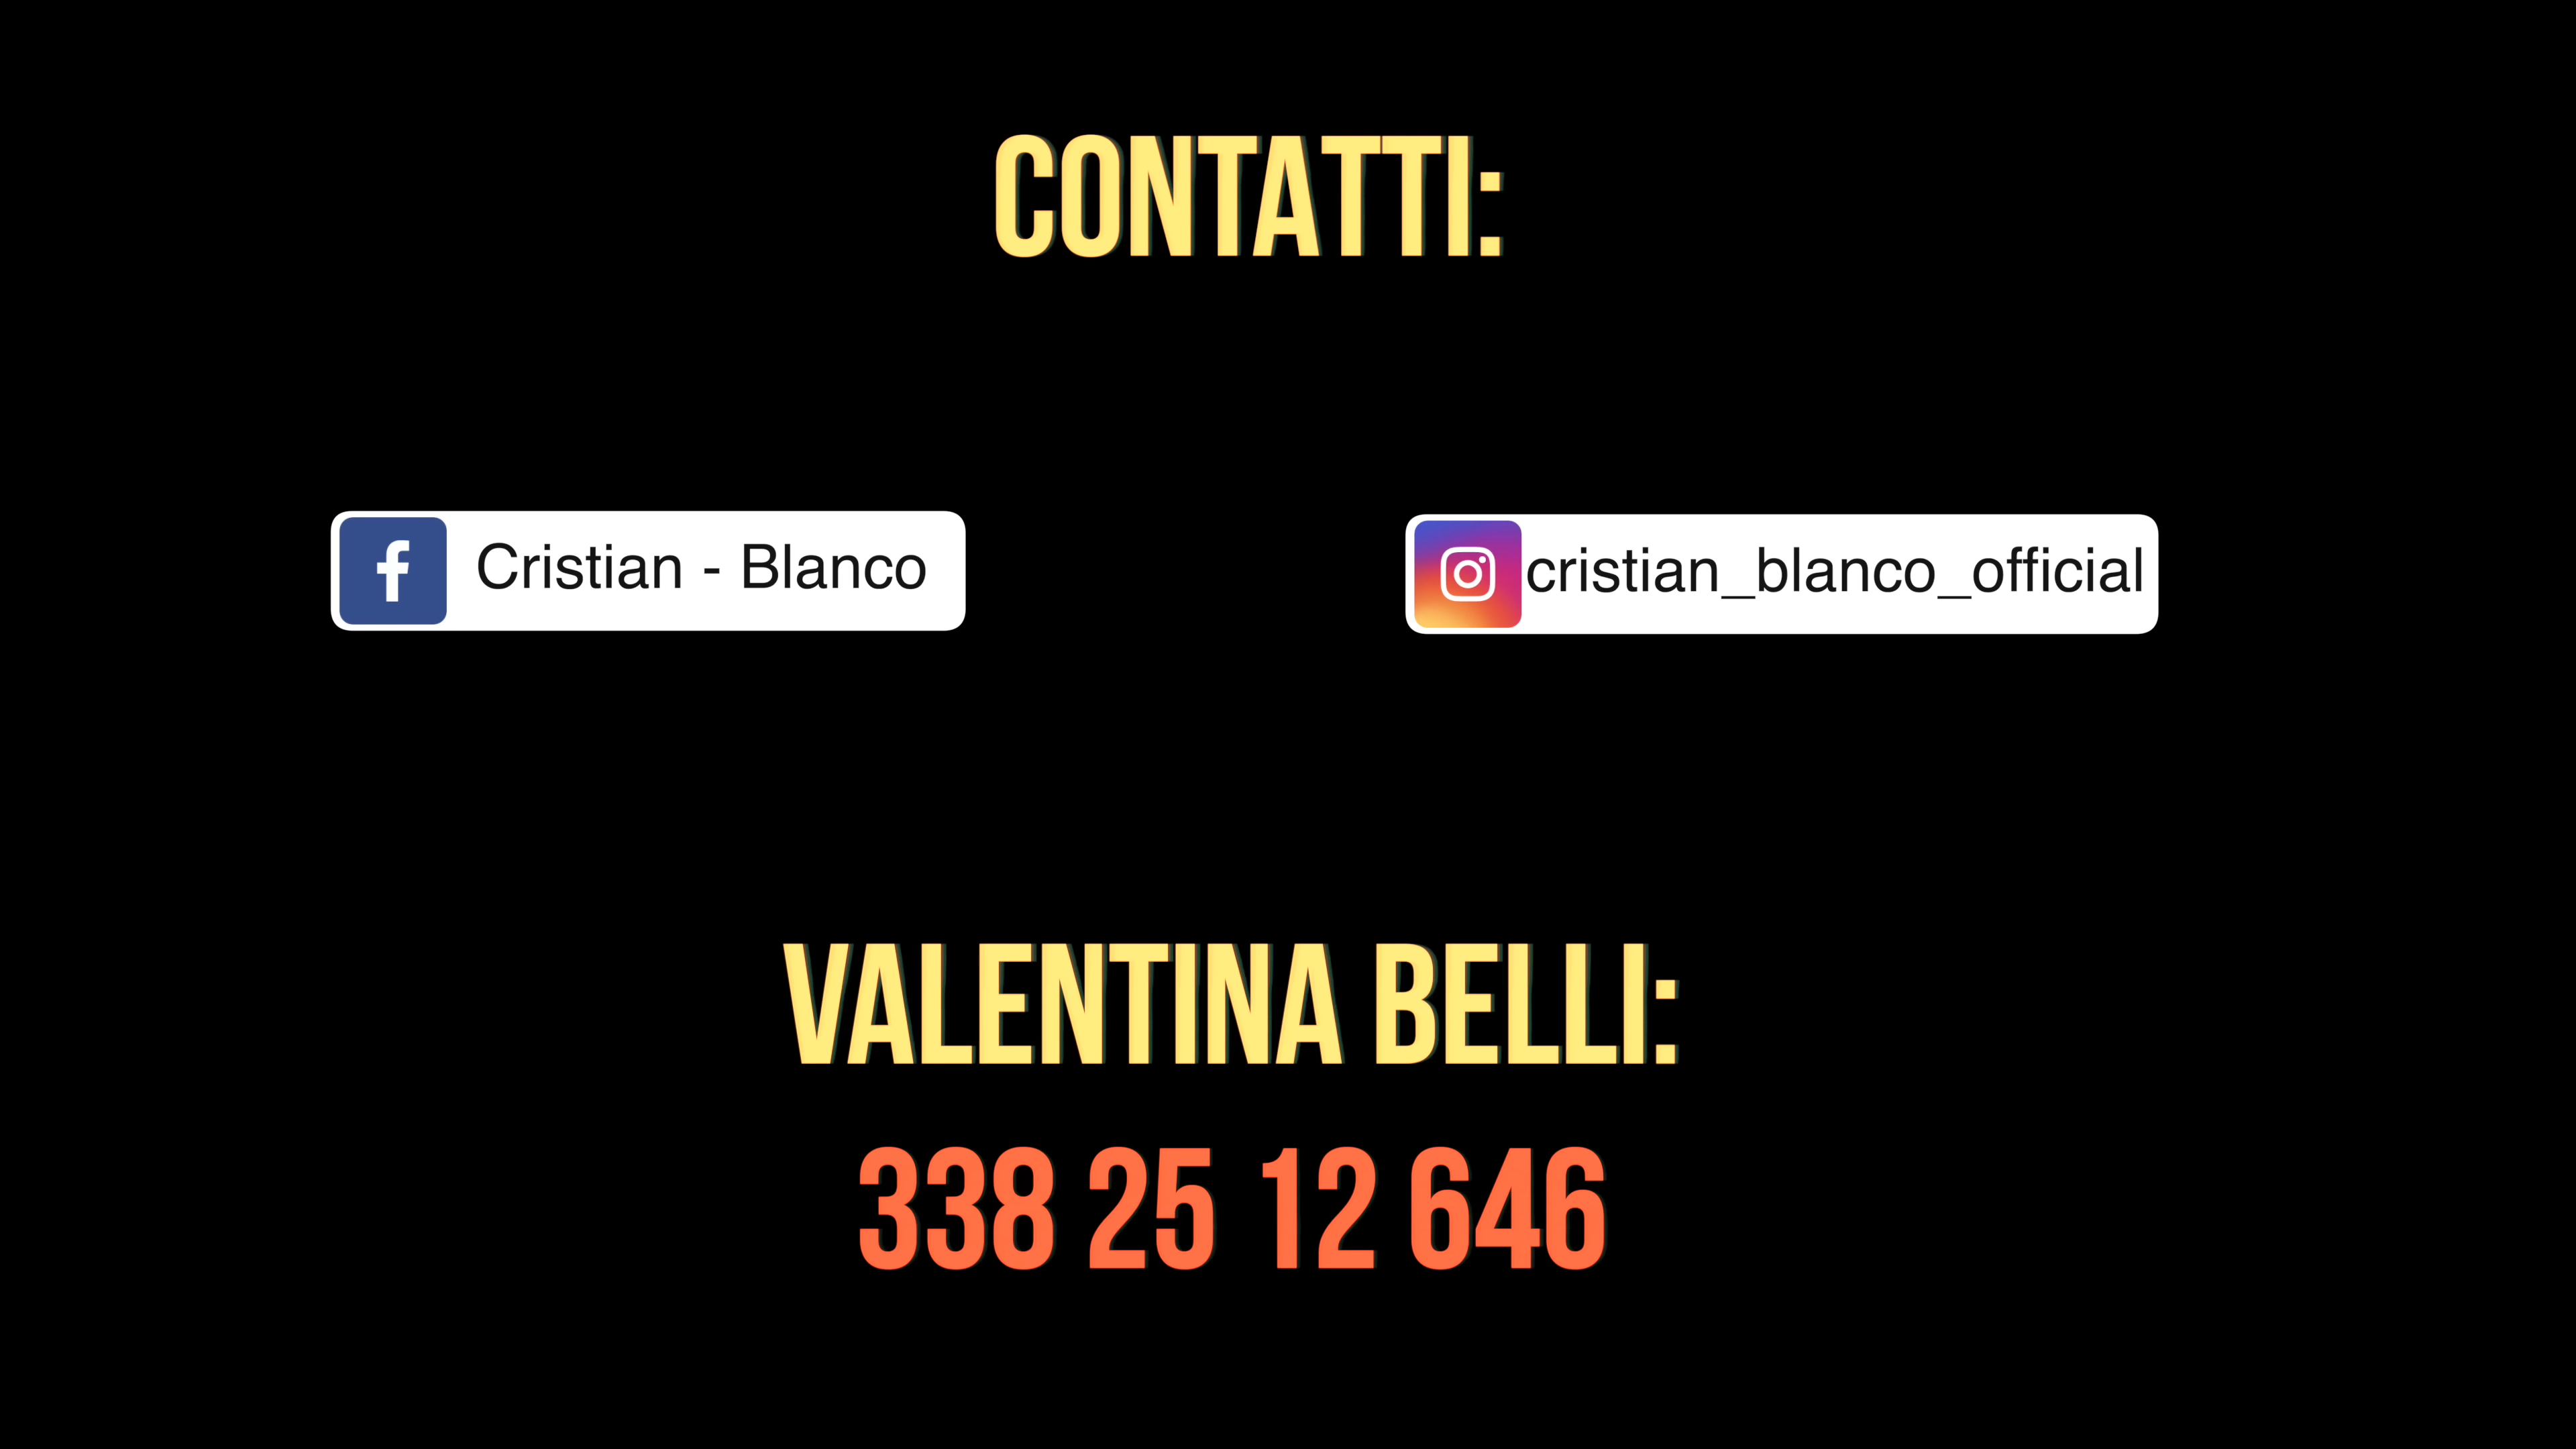 CONTATTI:
Cristian - Blanco
cristian_blanco_official
VALENTINA BELLI:
338 25 12 646